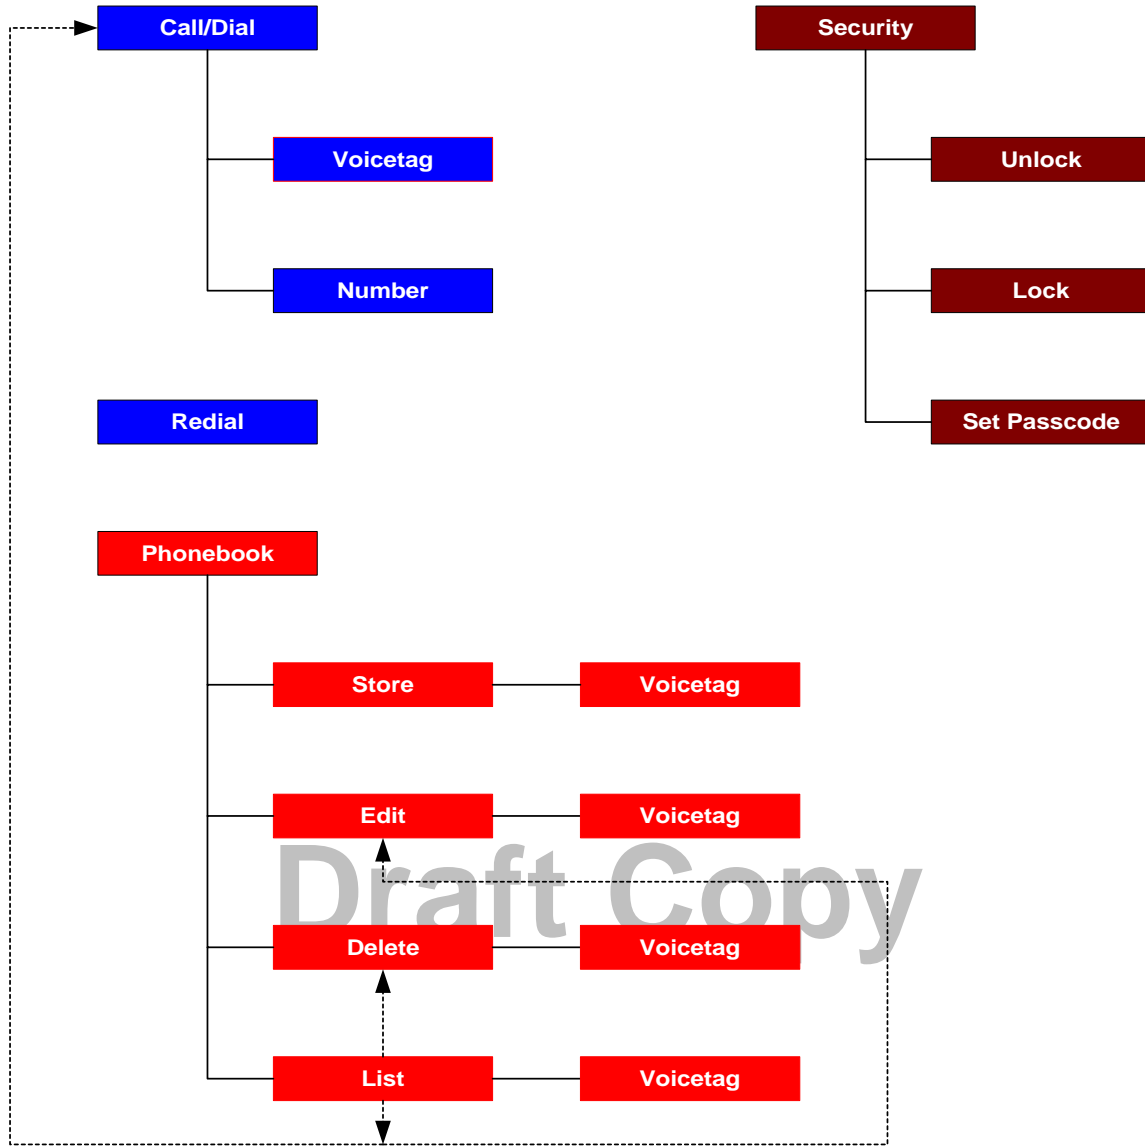 Call/Dial
Security
Voicetag
Unlock
Number
Lock
Redial
Set Passcode
Phonebook
Store
Voicetag
Edit
Voicetag
Draft Copy
Delete
Voicetag
List
Voicetag